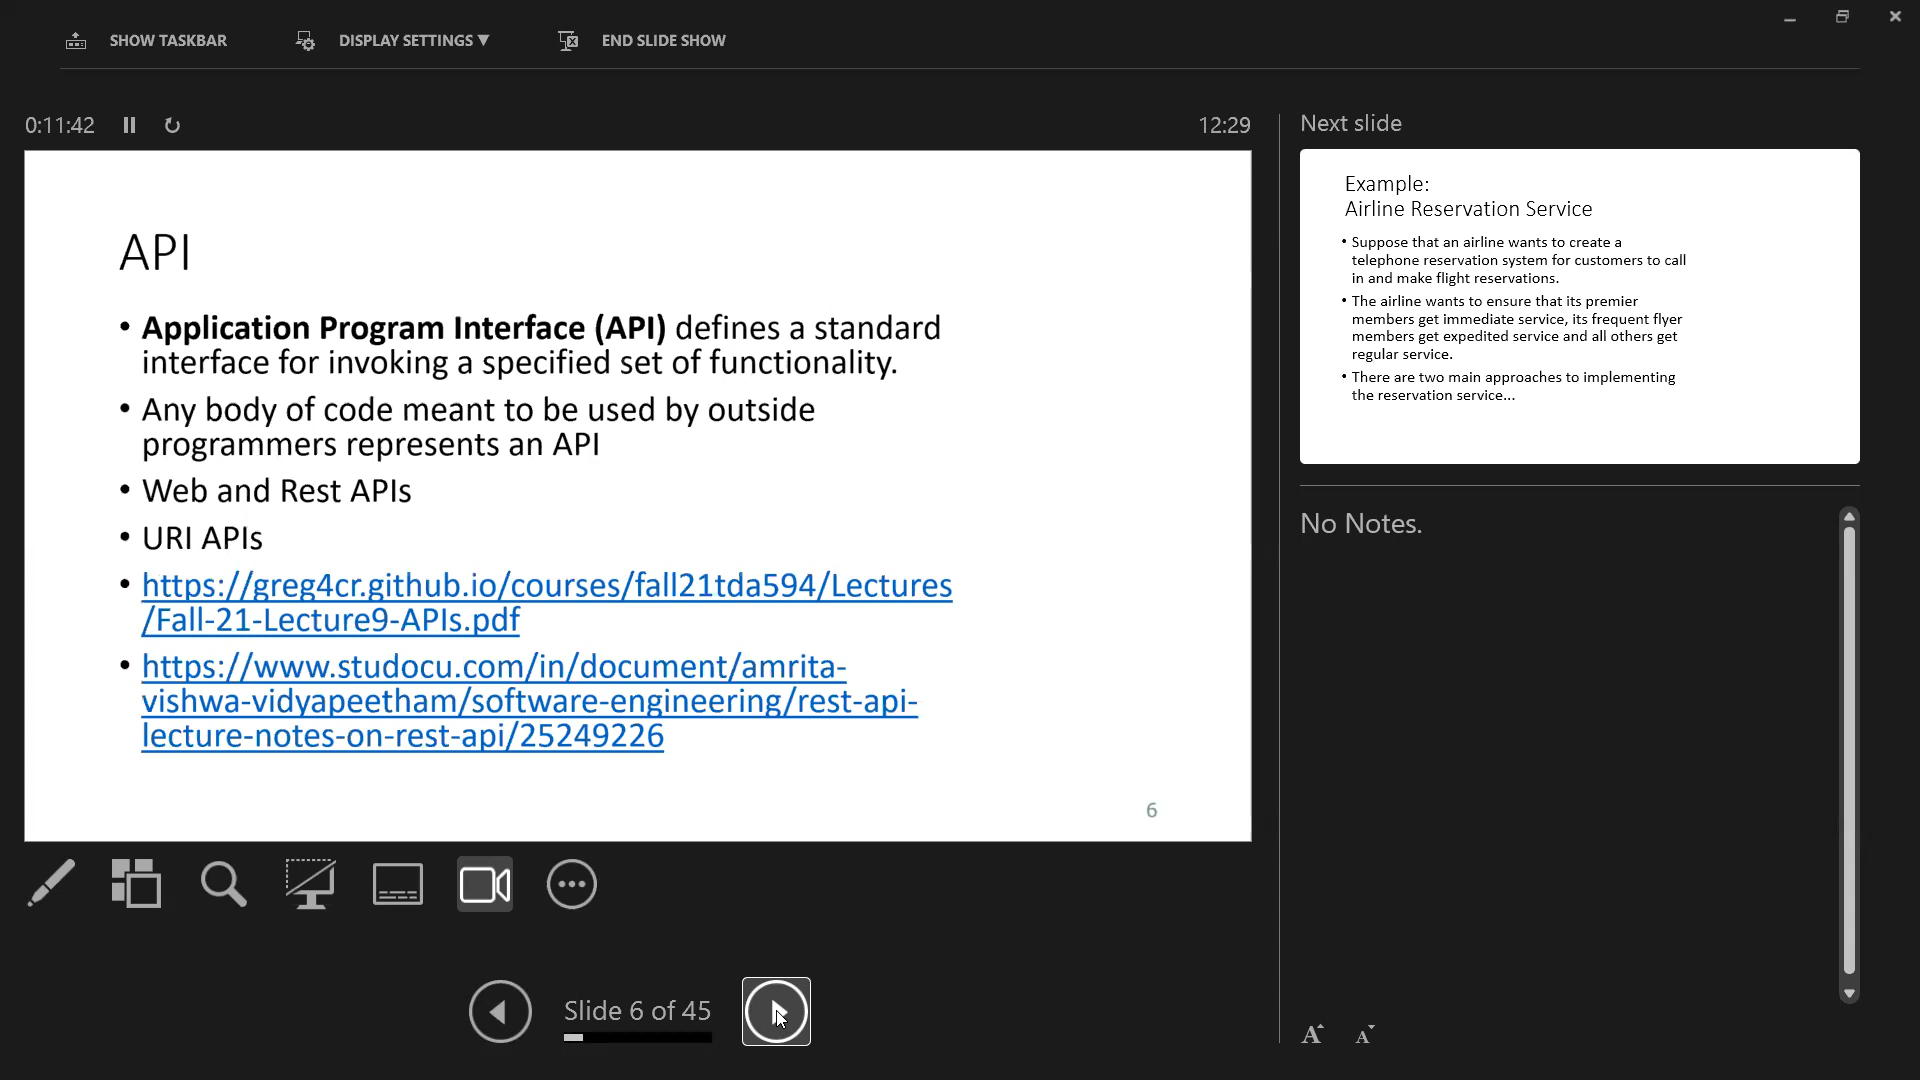 SHOW TASKBAR
DISPLAY SETTINGS ▼
END SLIDE SHOW
0:11:42
12:29
API
• Application Program Interface (API) defines a standard
interface for invoking a specified set of functionality.
• Any body of code meant to be used by outside
programmers represents an API
• Web and Rest APIs
• URI APIs
• https://greg4cr.github.io/courses/fall21tda594/Lectures
/Fall-21-Lecture9-APIs.pdf
• https://www.studocu.com/in/document/amrita-
vishwa-vidyapeetham/software-engineering/rest-api-
lecture-notes-on-rest-api/25249226
6
Slide 6 of 45
Next slide
Example:
Airline Reservation Service
• Suppose that an airline wants to create a
telephone reservation system for customers to call
in and make flight reservations.
• The airline wants to ensure that its premier
members get immediate service, its frequent flyer
members get expedited service and all others get
regular service.
• There are two main approaches to implementing
the reservation service...
No Notes.
A A